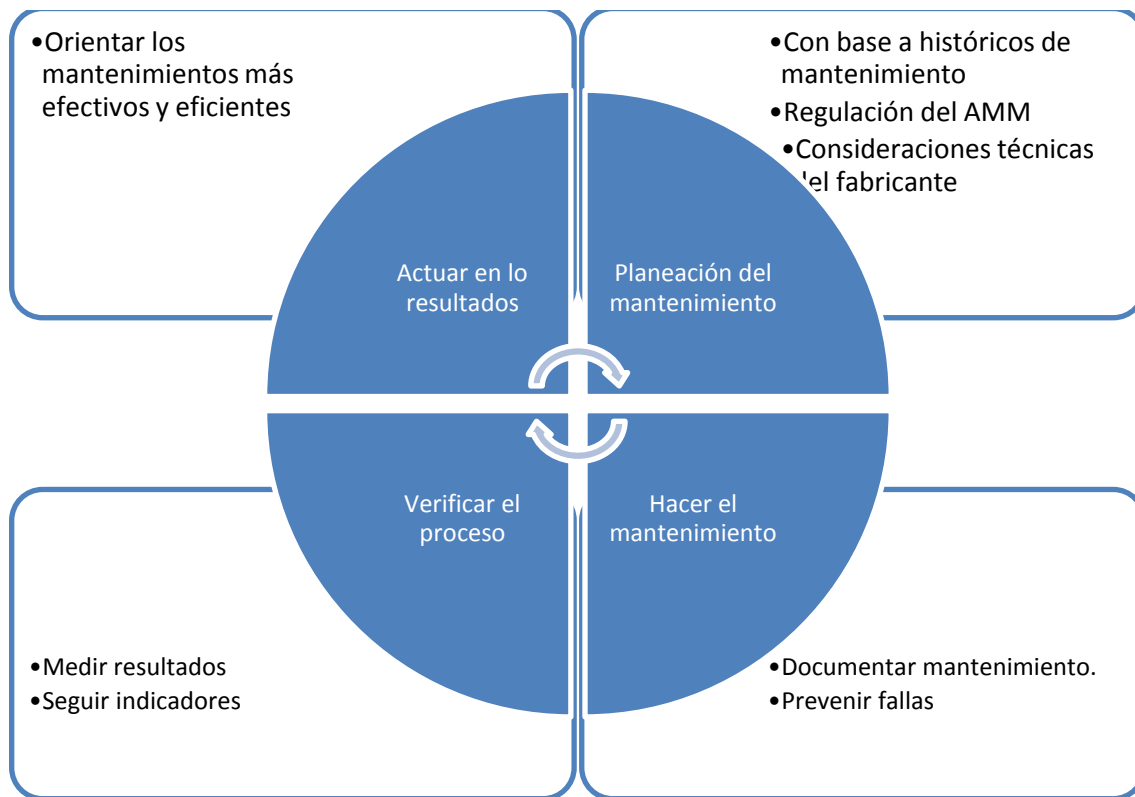 •Orientar los
mantenimientos más
efectivos y eficientes
•Con base a históricos de
mantenimiento
•Regulación del AMM
•Consideraciones técnicas
del fabricante
Actuar en lo
resultados
Planeación del
mantenimiento
Verificar el
proceso
Hacer el
mantenimiento
•Medir resultados
•Seguir indicadores
•Documentar mantenimiento.
•Prevenir fallas